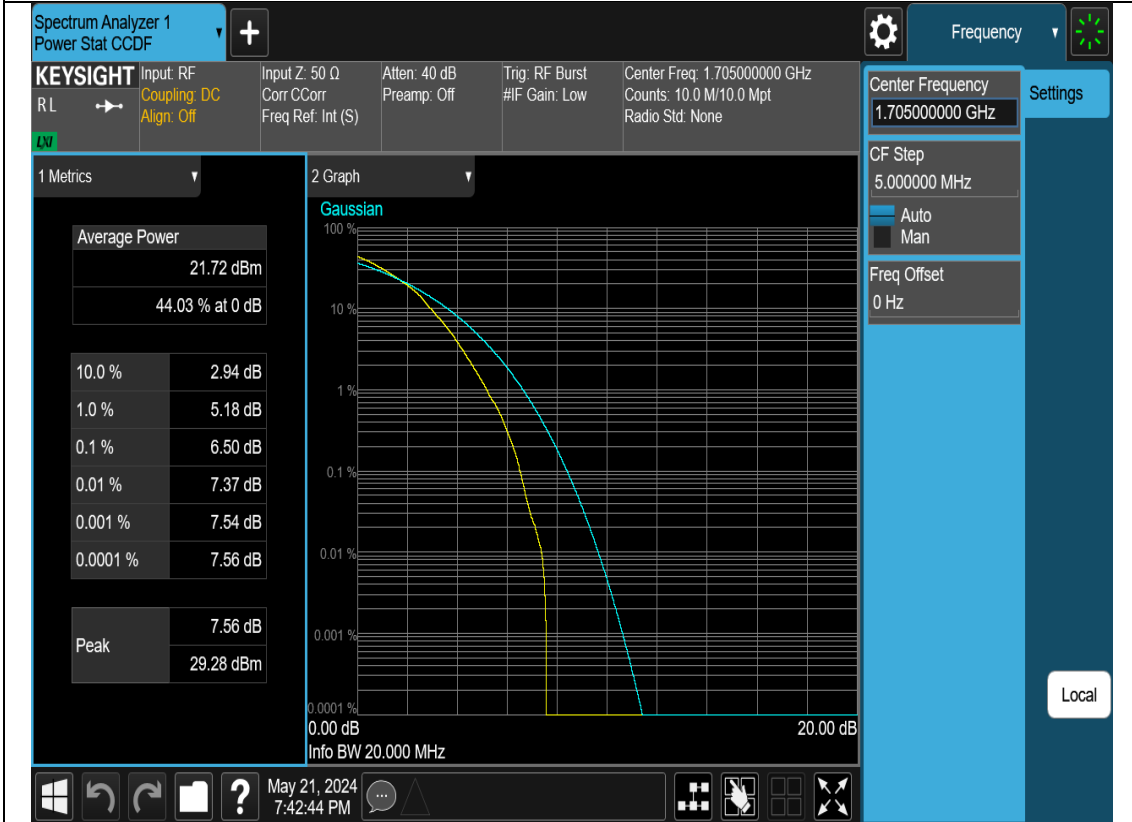 Spectrum Analyzer 1
Power Stat CCDF
+
Frequency
KEYSIGHT
RL
LXI
Input: RF
Coupling: DC
Align: Off
Input Z: 50 Ω
Corr CCorr
Freq Ref: Int (S)
Atten: 40 dB
Preamp: Off
Trig: RF Burst
#IF Gain: Low
Center Freq: 1.705000000 GHz
Counts: 10.0 M/10.0 Mpt
Radio Std: None
Center Frequency
1.705000000 GHz
Settings
CF Step
5.000000 MHz
Auto
Man
Freq Offset
0 Hz
Local
1 Metrics
Average Power
21.72 dBm
44.03 % at 0 dB
10.0 % 2.94 dB
1.0 % 5.18 dB
0.1 % 6.50 dB
0.01 % 7.37 dB
0.001 % 7.54 dB
0.0001 % 7.56 dB
Peak
7.56 dB
29.28 dBm
2 Graph
Gaussian
100 %
10 %
1 %
0.1 %
0.01 %
0.001 %
0.0001 %
0.00 dB
20.00 dB
Info BW 20.000 MHz
?
May 21, 2024
7:42:44 PM